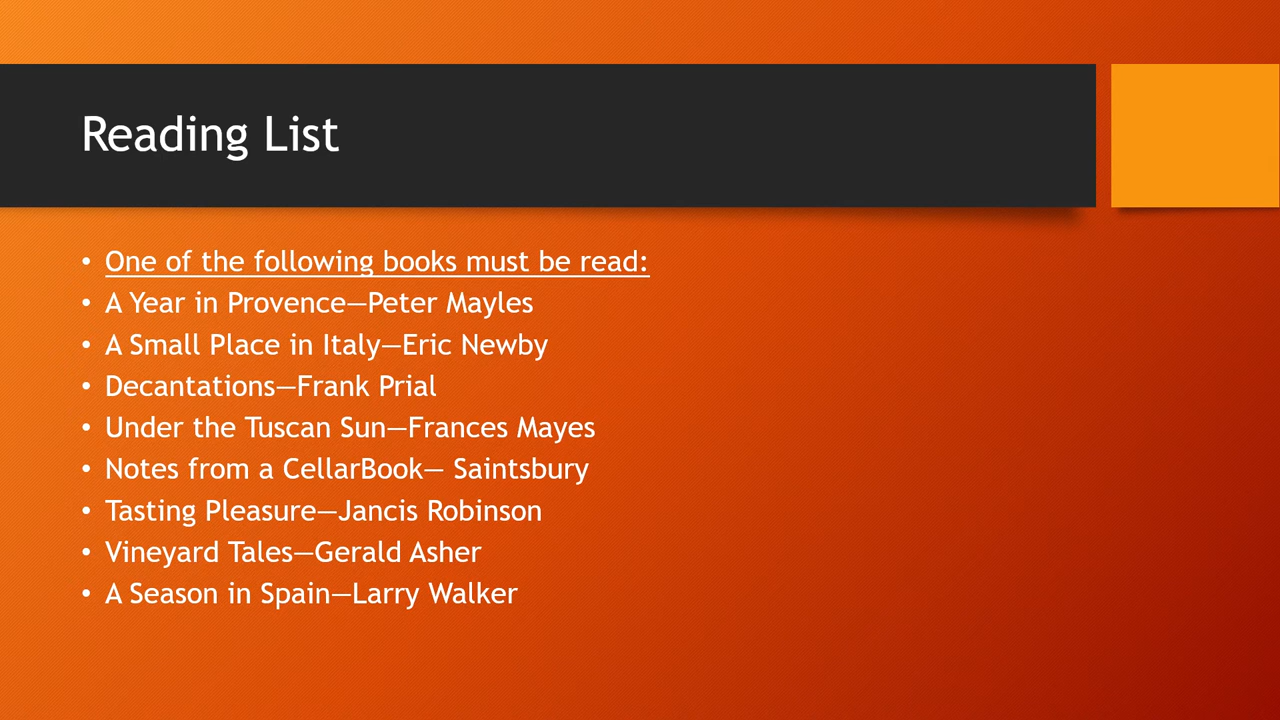 Reading List
• One of the following books must be read:
• A Year in Provence—Peter Mayles
• A Small Place in Italy—Eric Newby
• Decantations—Frank Prial
• Under the Tuscan Sun—Frances Mayes
• Notes from a CellarBook— Saintsbury
• Tasting Pleasure—Jancis Robinson
• Vineyard Tales—Gerald Asher
• A Season in Spain—Larry Walker